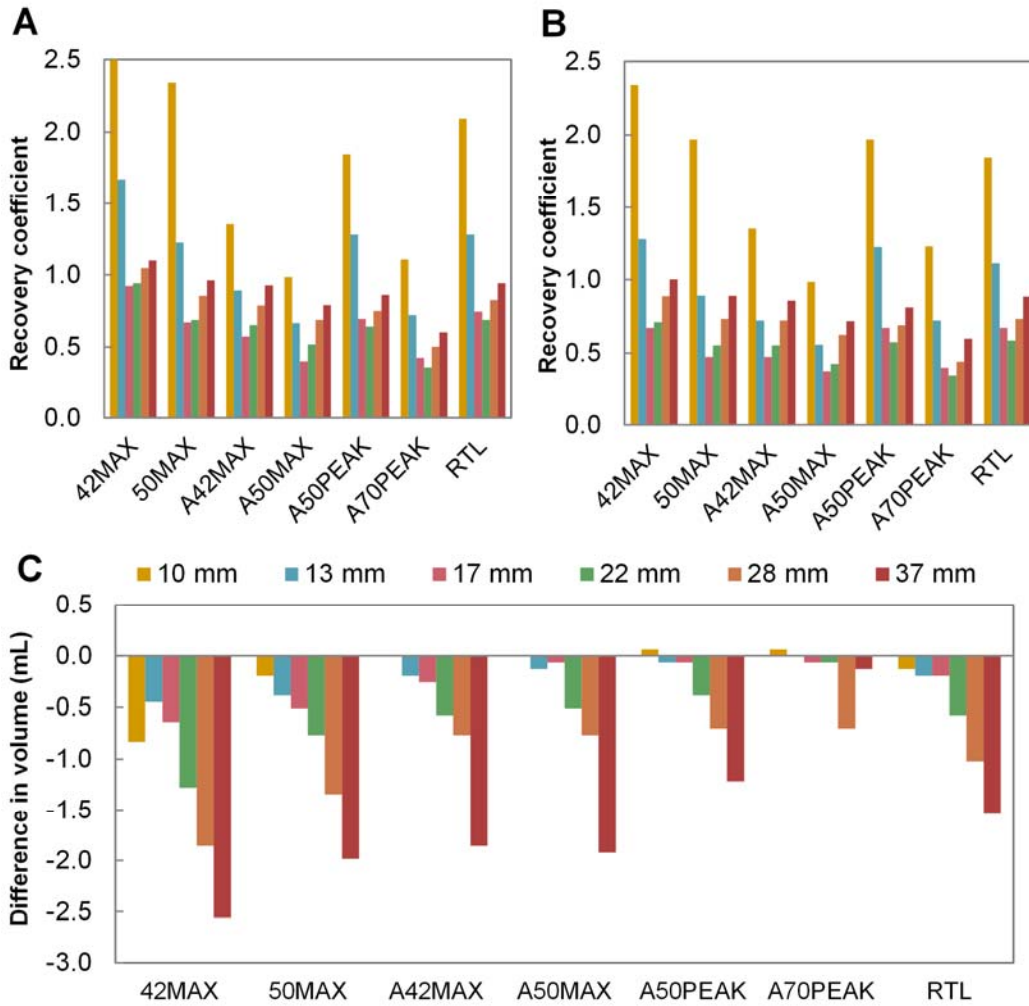 A
Recovery coefficient
2.5
2.0
1.5
1.0
0.5
0.0
42MAX
50MAX
A42MAX
A50MAX
A50PEAK
A70PEAK
RTL
B
Recovery coefficient
2.5
2.0
1.5
1.0
0.5
0.0
42MAX
50MAX
A42MAX
A50MAX
A50PEAK
A70PEAK
RTL
C
10 mm 13 mm 17 mm 22 mm 28 mm 37 mm
Difference in volume (mL)
0.5
0.0
-0.5
-1.0
-1.5
-2.0
-2.5
-3.0
42MAX 50MAX A42MAX A50MAX A50PEAK A70PEAK RTL